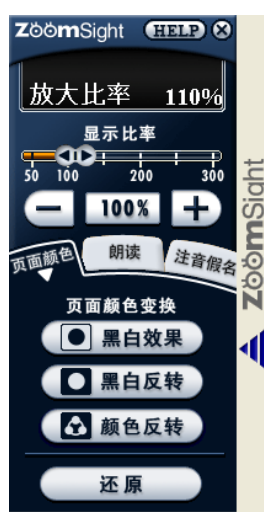 ZoomSight HELP
放大比率 110%
显示比率
50 100 200 300
100%
页面颜色 朗读 注音假名
页面颜色变换
黑白效果
黑白反转
颜色反转
还原
ZoomSight